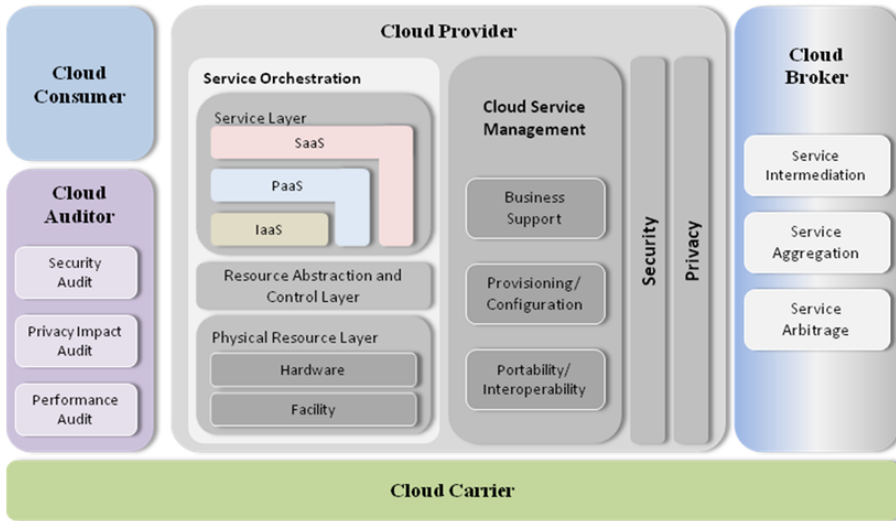 Cloud
Consumer
Cloud
Auditor
Security
Audit
Privacy Impact
Audit
Performance
Audit
Cloud Provider
Service Orchestration
Service Layer
SaaS
PaaS
IaaS
Resource Abstraction and
Control Layer
Physical Resource Layer
Hardware
Facility
Cloud Service
Management
Business
Support
Provisioning/
Configuration
Portability/
Interoperability
Security
Privacy
Cloud
Broker
Service
Intermediation
Service
Aggregation
Service
Arbitrage
Cloud Carrier